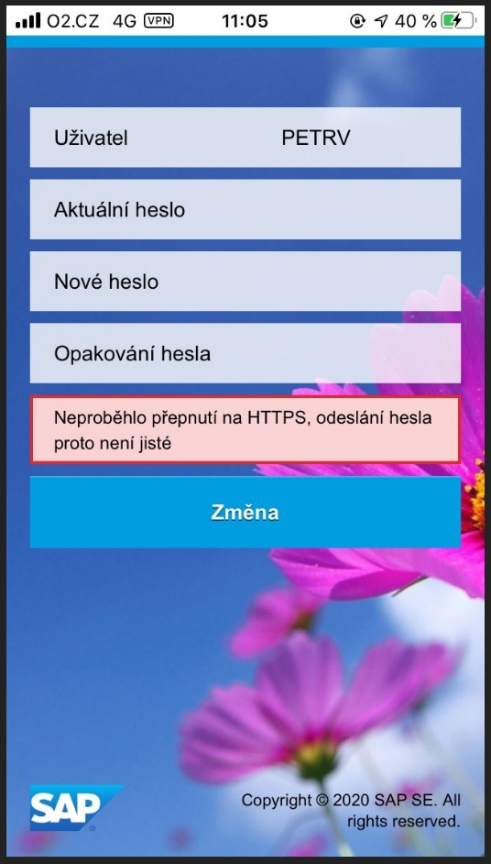 O2.CZ 4G VPN 11:05 40 %
Uživatel PETRV
Aktuální heslo
Nové heslo
Opakování hesla
Neproběhlo přepnutí na HTTPS, odeslání hesla
proto není jisté
Změna
SAP
Copyright © 2020 SAP SE. All
rights reserved.